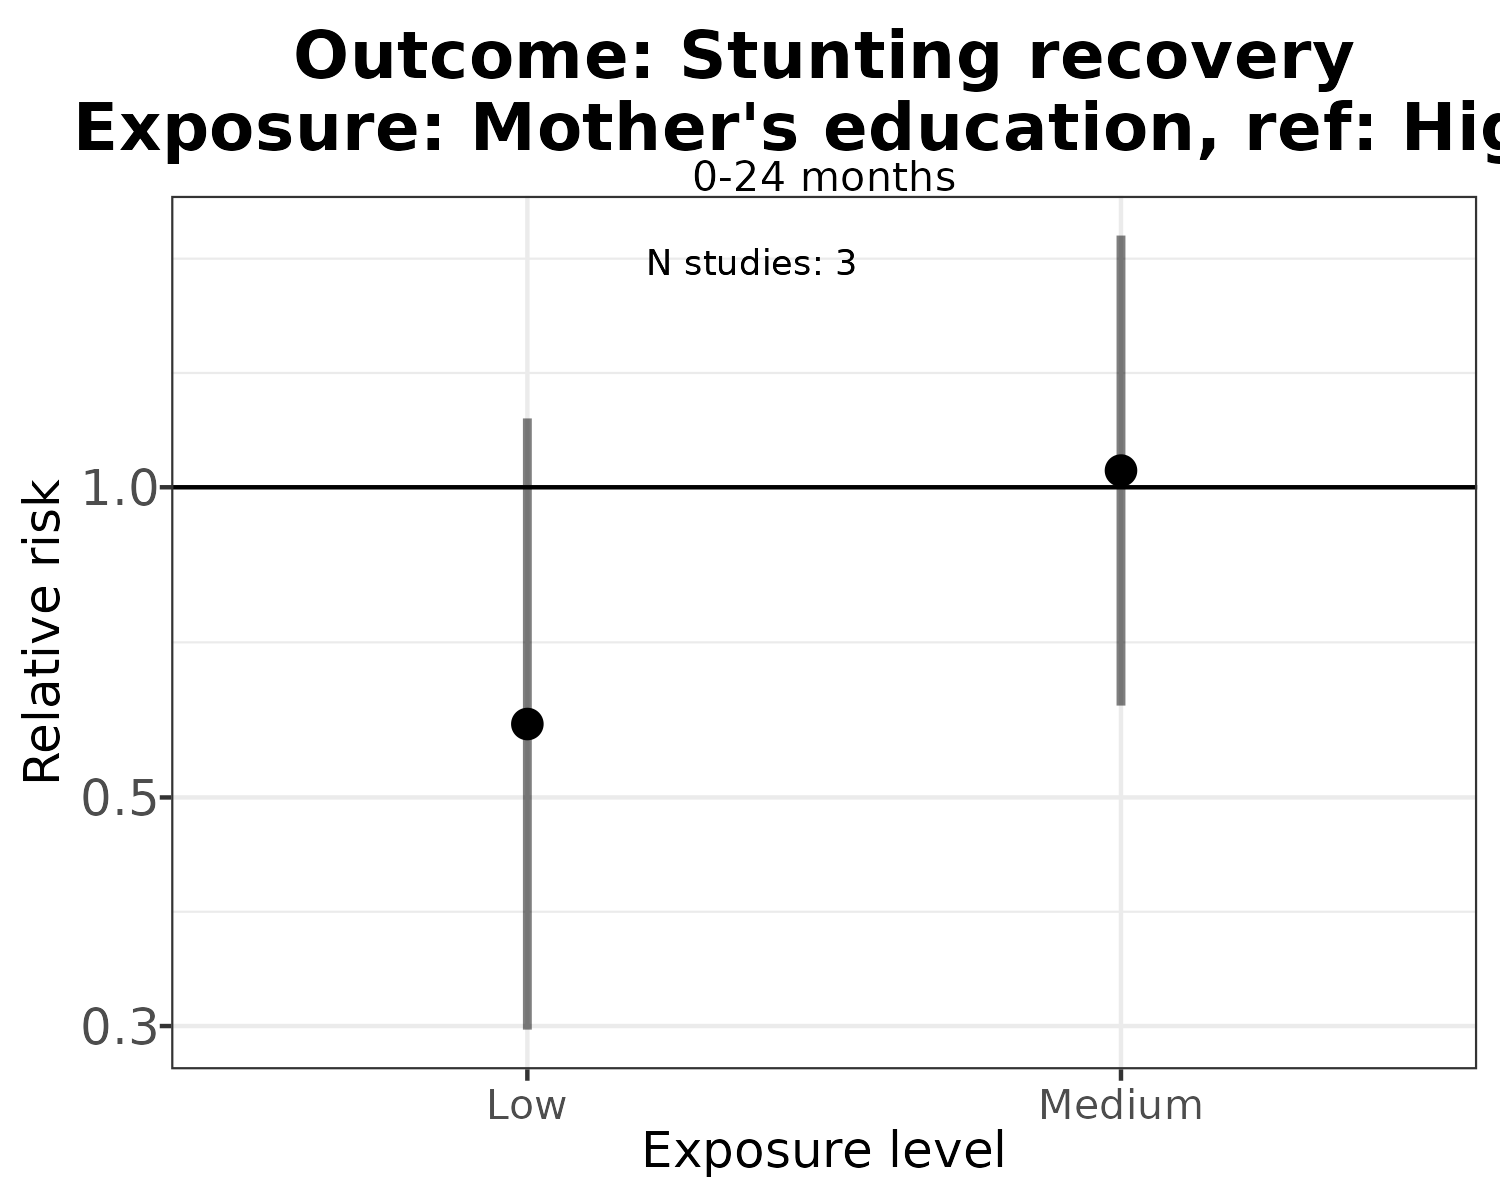 Outcome: Stunting recovery
Exposure: Mother's education, ref: Hig
0-24 months
N studies: 3
Relative risk
1.0
0.5
0.3
Low Medium
Exposure level